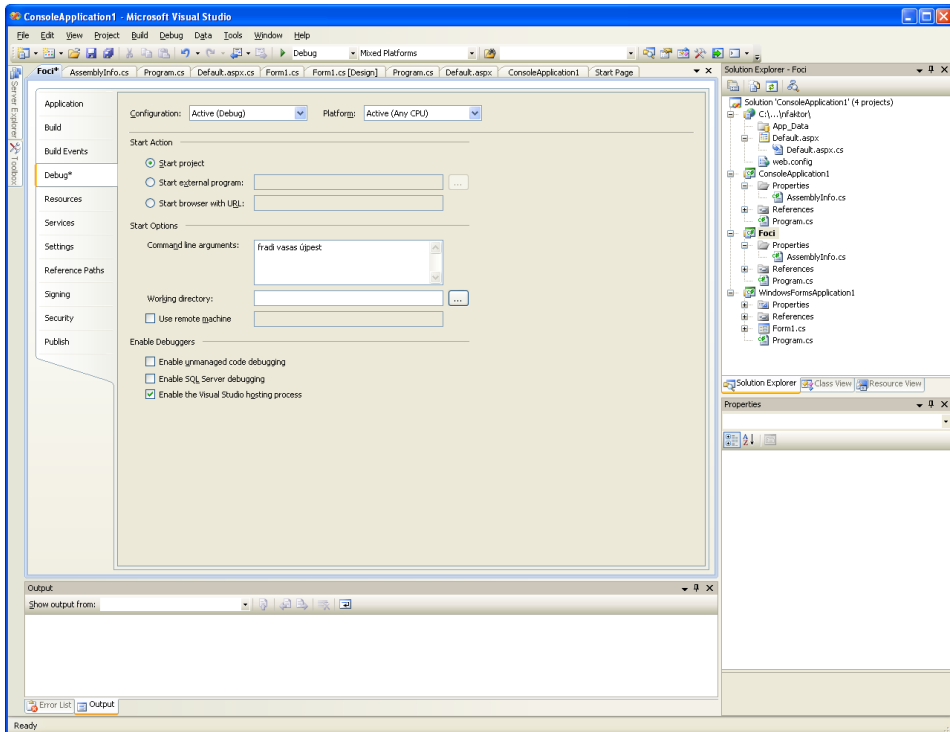 ConsoleApplication1 - Microsoft Visual Studio
File Edit View Project Build Debug Data Tools Window Help
Debug Mixed Platforms
Foci* AssemblyInfo.cs Program.cs Default.aspx.cs Form1.cs Form1.cs [Design] Program.cs Default.aspx ConsoleApplication1 Start Page
Server Explorer
Toolbox
Application
Build
Build Events
Debug*
Resources
Services
Settings
Reference Paths
Signing
Security
Publish
Configuration: Active (Debug) Platform: Active (Any CPU)
Start Action
Start project
Start external program: ...
Start browser with URL:
Start Options
Command line arguments: fradi vasas újpest
Working directory: ...
Use remote machine
Enable Debuggers
Enable unmanaged code debugging
Enable SQL Server debugging
Enable the Visual Studio hosting process
Output
Show output from:
Error List Output
Ready
Solution Explorer - Foci
Solution 'ConsoleApplication1' (4 projects)
C:\...\nfaktor\
App_Data
Default.aspx
Default.aspx.cs
web.config
ConsoleApplication1
Properties
AssemblyInfo.cs
References
Program.cs
Foci
Properties
AssemblyInfo.cs
References
Program.cs
WindowsFormsApplication1
Properties
References
Form1.cs
Program.cs
Solution Explorer Class View Resource View
Properties